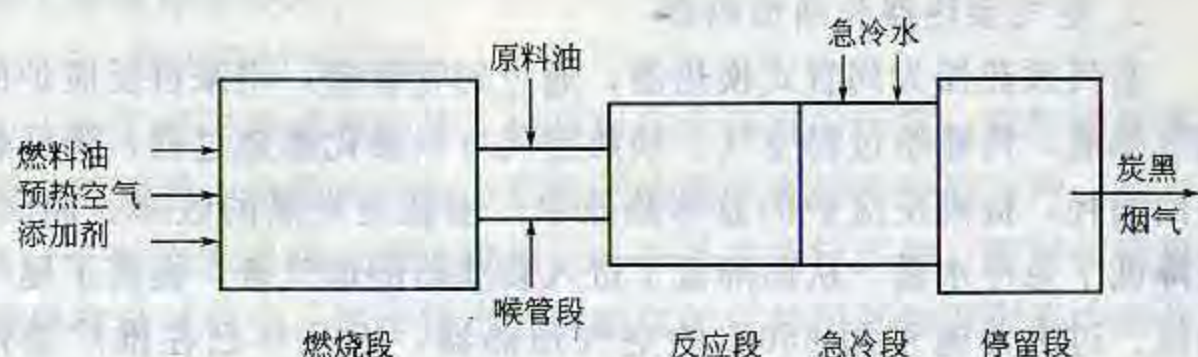 急冷水
原料油
燃料油
预热空气
添加剂
炭黑
烟气
喉管段
燃烧段
反应段
急冷段
停留段